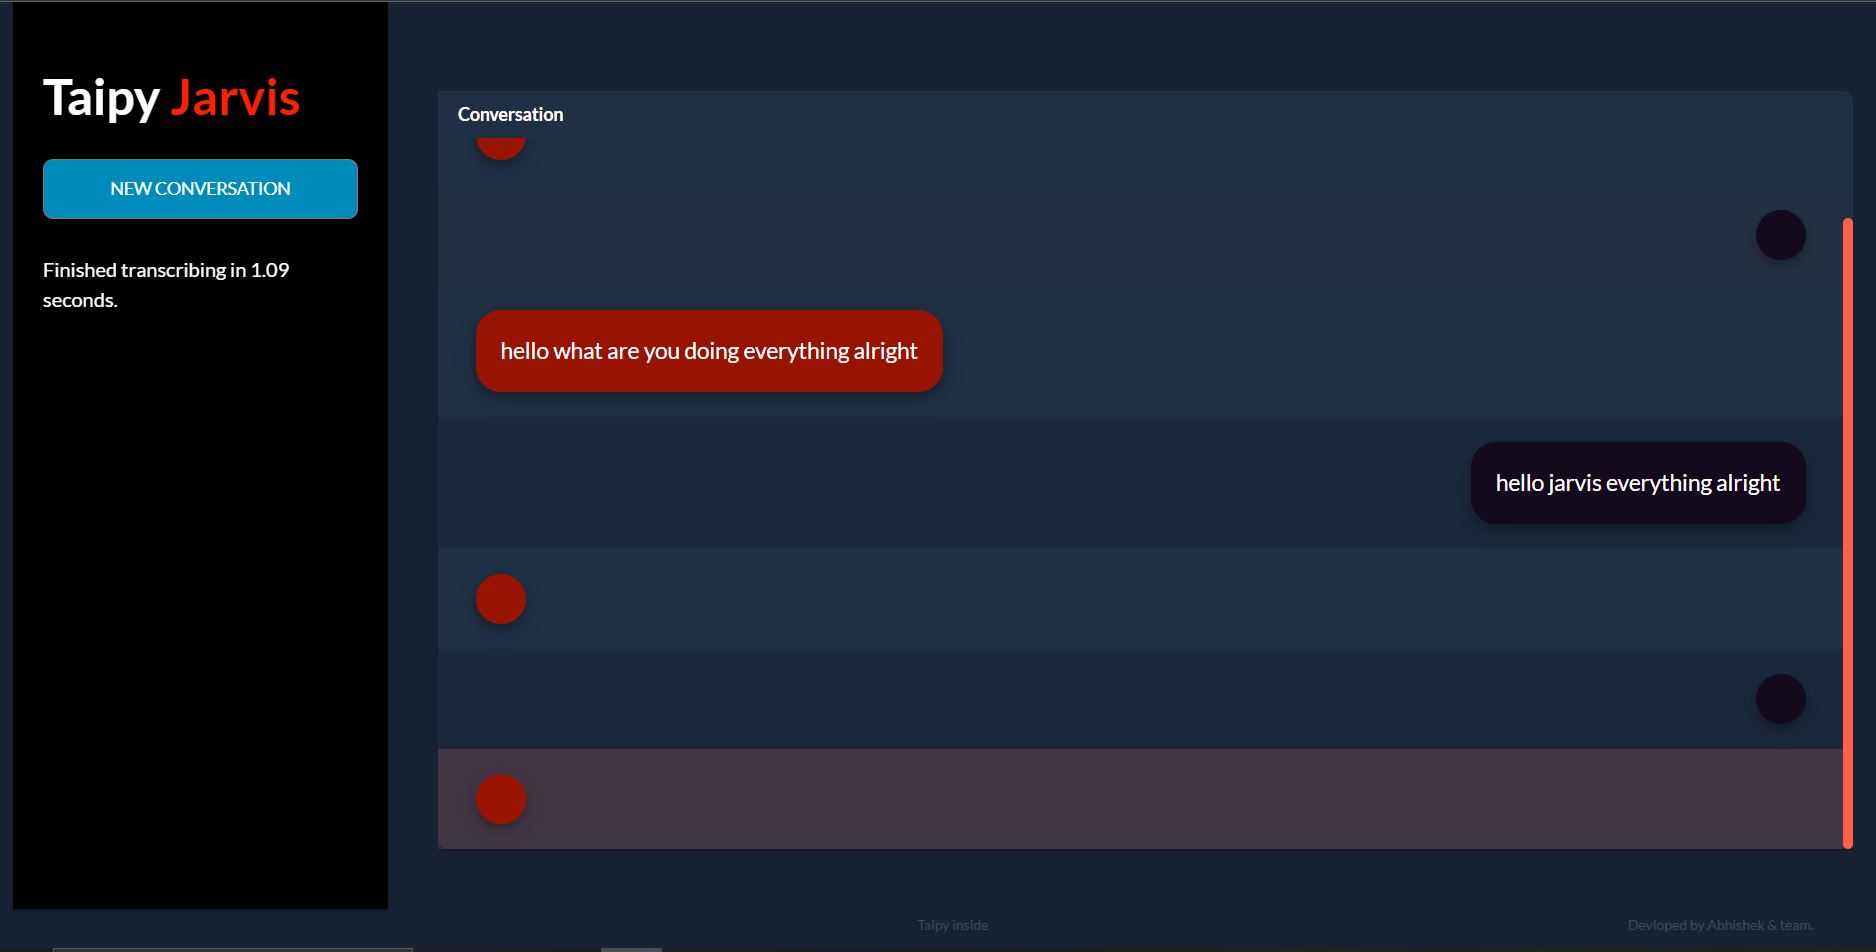 Taipy Jarvis
NEW CONVERSATION
Finished transcribing in 1.09
seconds.
Conversation
hello what are you doing everything alright
hello jarvis everything alright
Taipy inside
Devloped by Abhishek & team.